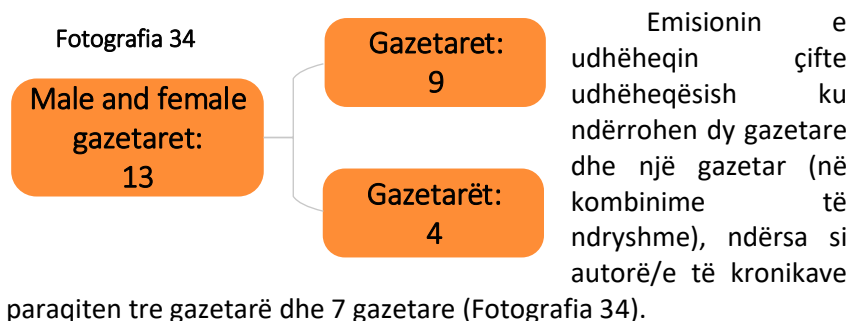 Fotografia 34
Male and female
gazetaret:
13
Gazetaret:
9
Gazetarët:
4
Emisionin e
udhëheqin çifte
udhëheqësish ku
ndërrohen dy gazetare
dhe një gazetar (në
kombinime të
ndryshme), ndërsa si
autorë/e të kronikave
paraqiten tre gazetarë dhe 7 gazetare (Fotografia 34).